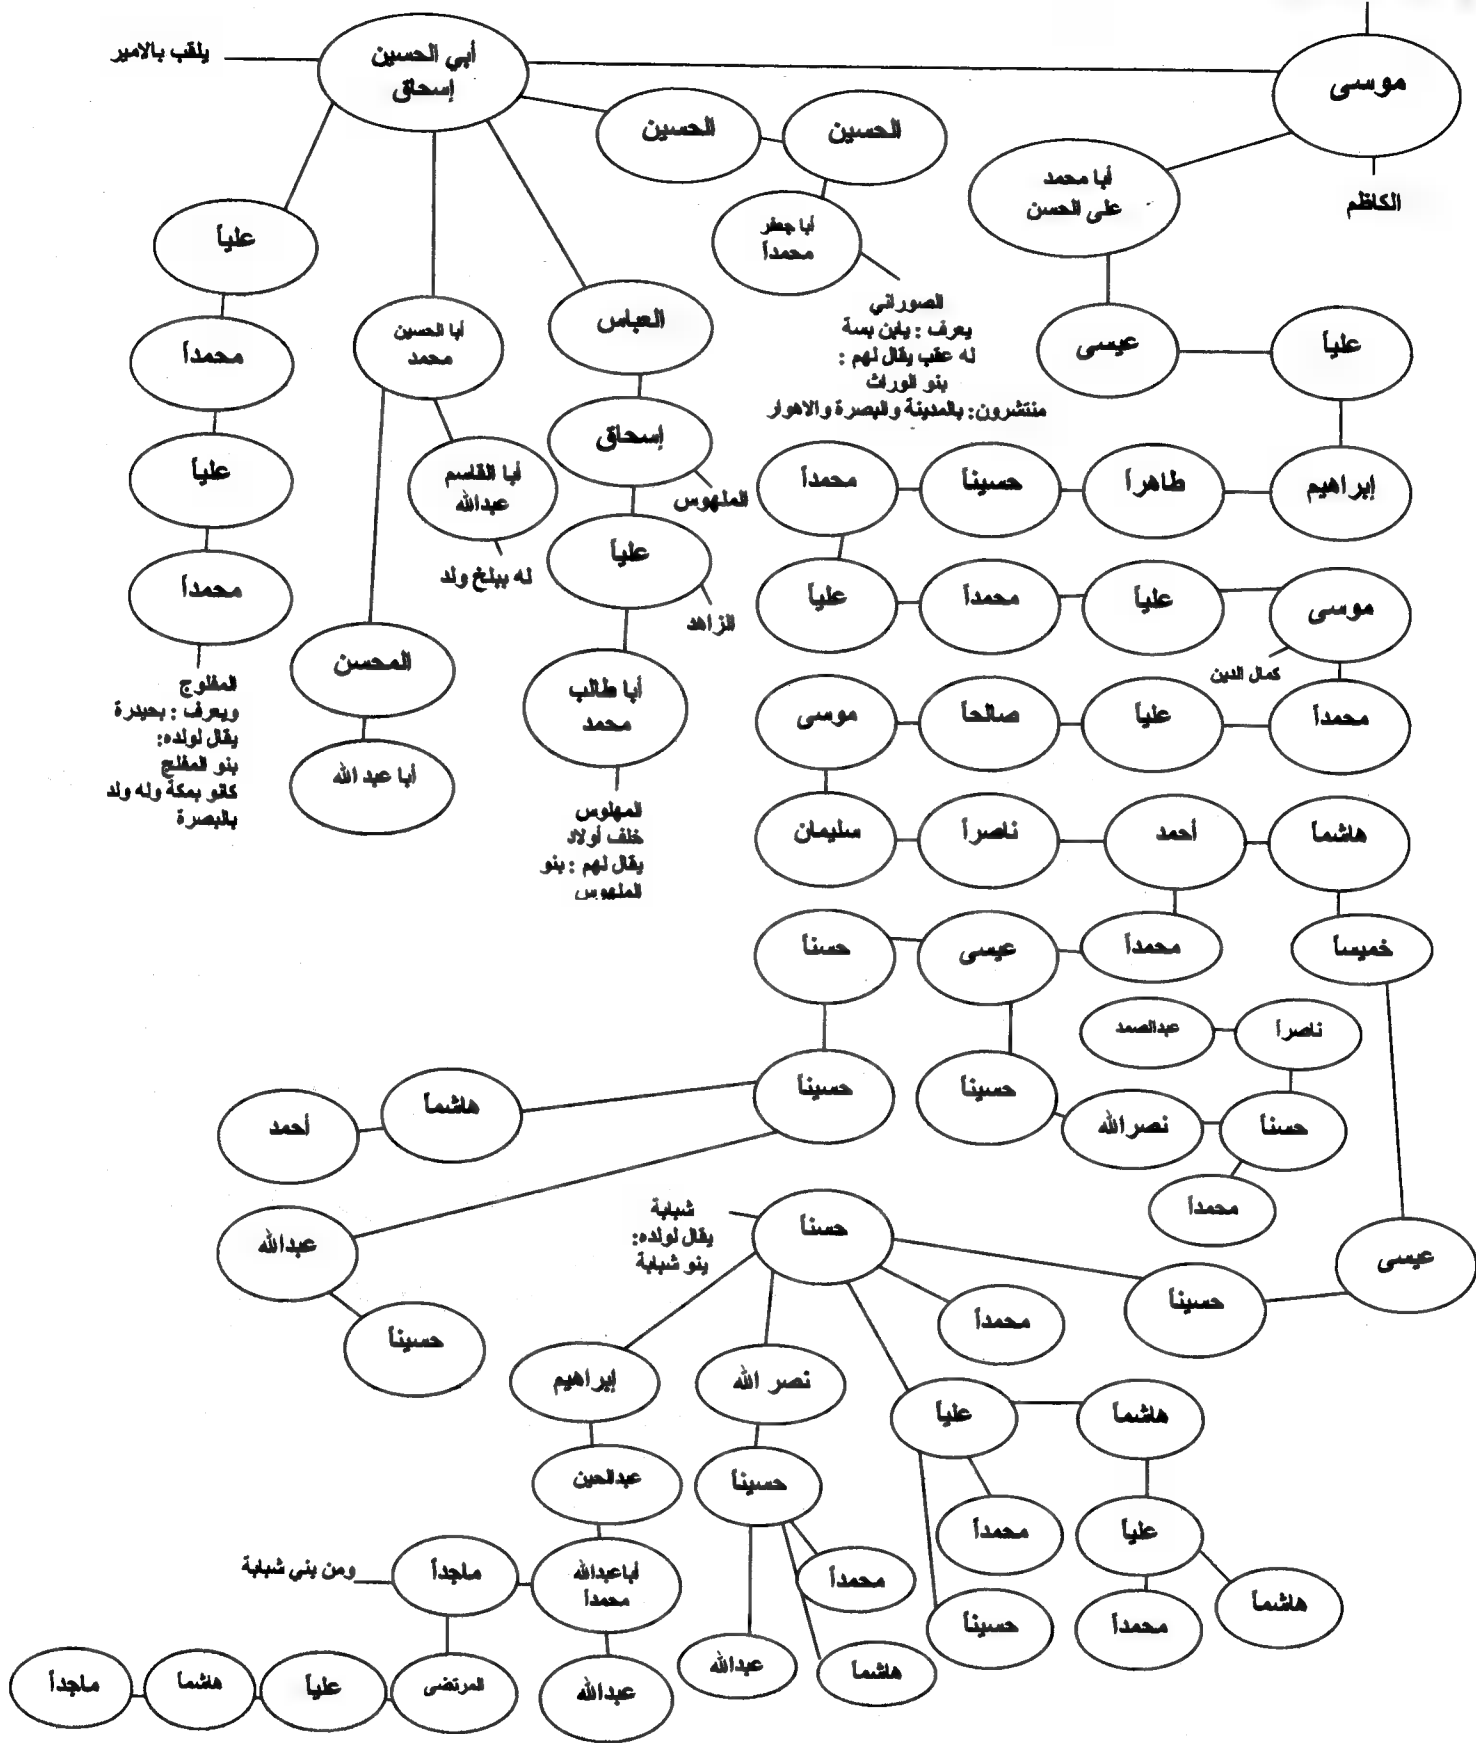 موسى
الكاظم
أبي الحسين
إسحاق
يلقب بالامير
الحسين
الحسين
أبا جعفر
محمداً
الصوراني
يعرف : يابن بسة
له عقب يقال لهم :
بنو الوراث
منتشرون: بالمدينة والبصرة والاهوار
أبا محمد
على الحسن
عيسى
علياً
إبراهيم
طاهراً
حسيناً
محمداً
علياً
محمداً
علياً
موسى
كمال الدين
محمداً
علياً
صالحاً
موسى
سليمان
ناصراً
أحمد
هاشماً
العباس
إسحاق
الملهوس
علياً
الزاهد
أبا طالب
محمد
المهلوس
خلف أولاد
يقال لهم : بنو
الملهوس
أبا الحسين
محمد
أبا القاسم
عبدالله
له ببلخ ولد
المحسن
أبا عبد الله
علياً
محمداً
علياً
محمداً
المفلوج
ويعرف : بحيدرة
يقال لولده:
بنو المفلج
كانو بمكة وله ولد
بالبصرة
خميساً
محمداً
عيسى
حسناً
ناصراً
عبدالصمد
حسيناً
حسيناً
هاشماً
أحمد
حسناً
نصرالله
محمداً
عيسى
حسيناً
حسناً
شبابة
يقال لولده:
بنو شبابة
عبدالله
حسيناً
محمداً
هاشماً
علياً
نصر الله
إبراهيم
عبدالحين
حسيناً
محمداً
علياً
هاشماً
محمداً
حسيناً
محمداً
هاشماً
عبدالله
أباعبدالله
محمداً
ماجداً
ومن بني شبابة
عبدالله
المرتضى
علياً
هاشماً
ماجداً